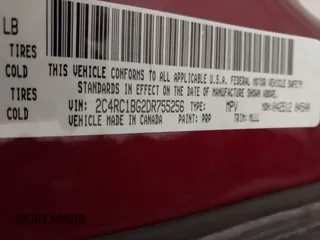 LB
TIRES
COLD
TIRES
COLD
THIS VEHICLE CONFORMS TO ALL APPLICABLE U.S.A. FEDERAL MOTOR VEHICLE SAFETY
STANDARDS IN EFFECT ON THE DATE OF MANUFACTURE SHOWN ABOVE.
VIN: 2C4RC1BG2DR755256 TYPE: MPV
VEHICLE MADE IN CANADA PAINT: PRP TRIM: